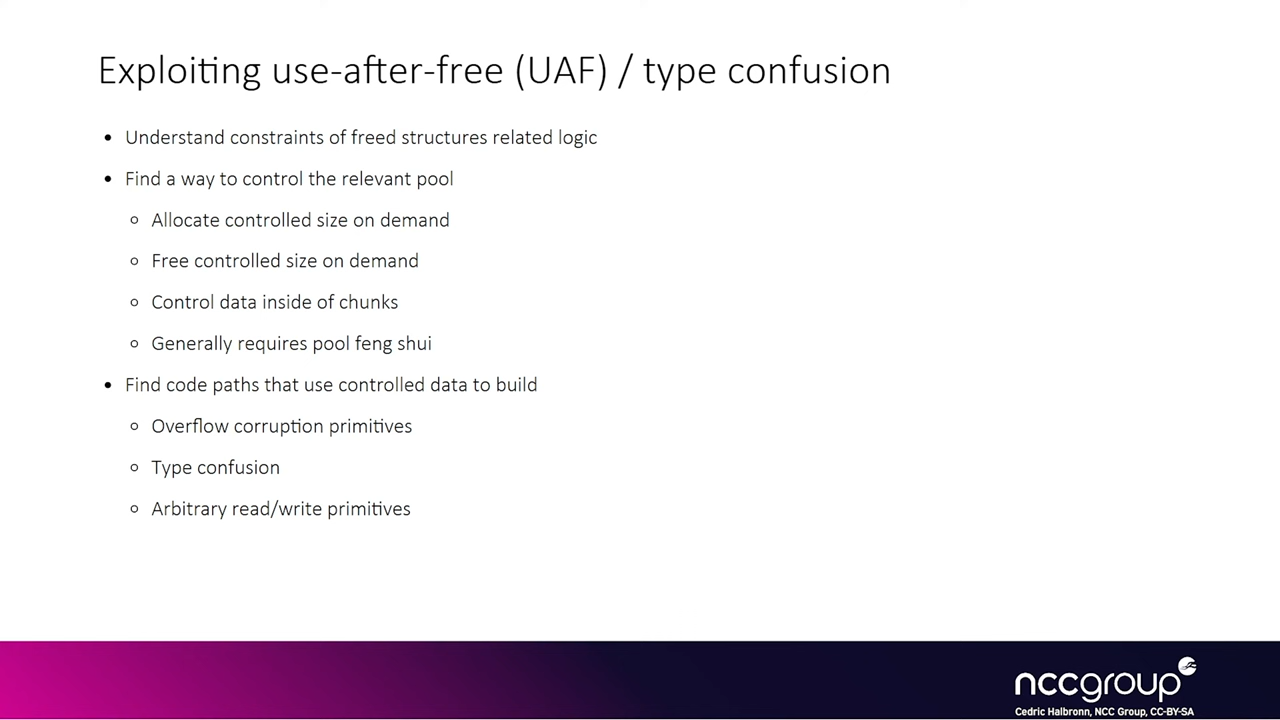 Exploiting use-after-free (UAF) / type confusion
• Understand constraints of freed structures related logic
• Find a way to control the relevant pool
○ Allocate controlled size on demand
○ Free controlled size on demand
○ Control data inside of chunks
○ Generally requires pool feng shui
• Find code paths that use controlled data to build
○ Overflow corruption primitives
○ Type confusion
○ Arbitrary read/write primitives
nccgroup
Cedric Halbronn, NCC Group, CC-BY-SA